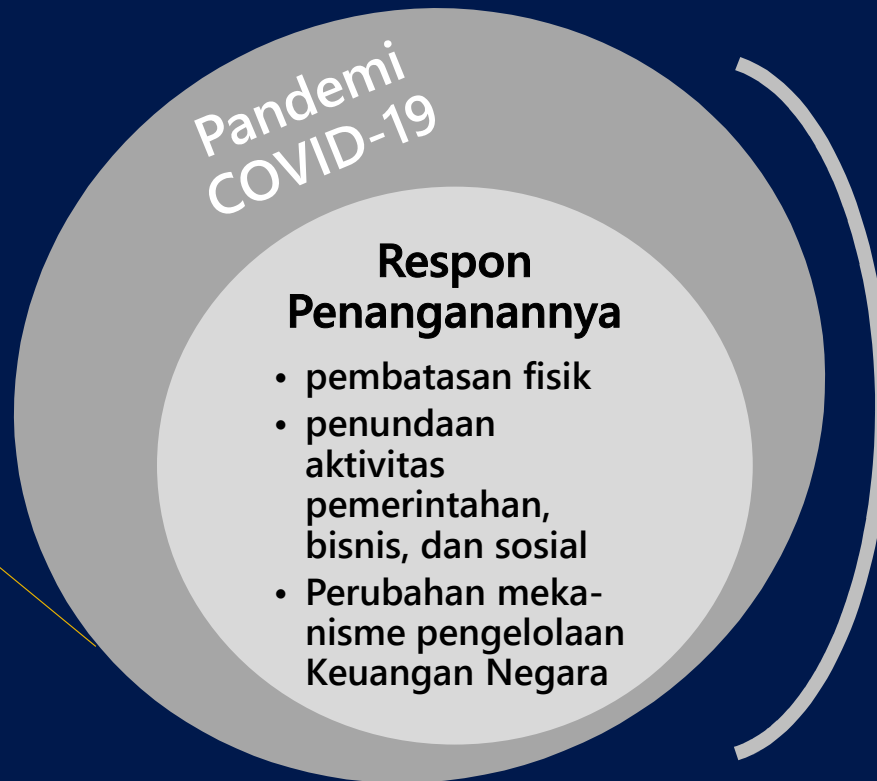 Pandemi
COVID-19
Respon
Penanganannya
• pembatasan fisik
• penundaan
aktivitas
pemerintahan,
bisnis, dan sosial
• Perubahan meka-
nisme pengelolaan
Keuangan Negara